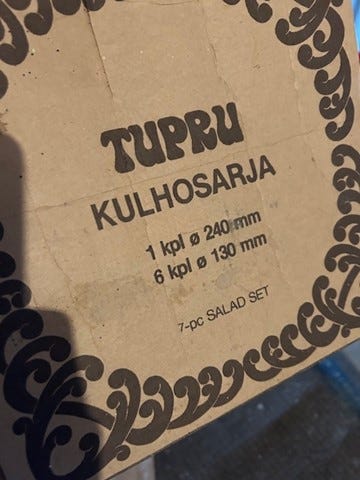 TUPRU
KULHOSARJA
1 kpl ø 240 mm
6 kpl ø 130 mm
7-pc SALAD SET